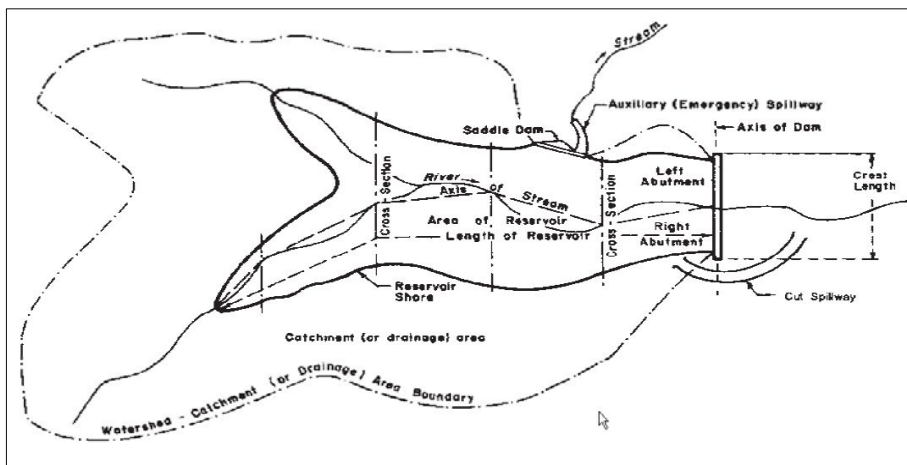 Stream
Auxiliary (Emergency) Spillway
Saddle Dam
Axis of Dam
Left
Abutment
Crest
Length
River
Axis of Stream
Cross-Section
Cross-Section
Area of Reservoir
Length of Reservoir
Right
Abutment
Reservoir
Shore
Cut Spillway
Catchment (or drainage) area
Watershed - Catchment (or Drainage) Area Boundary